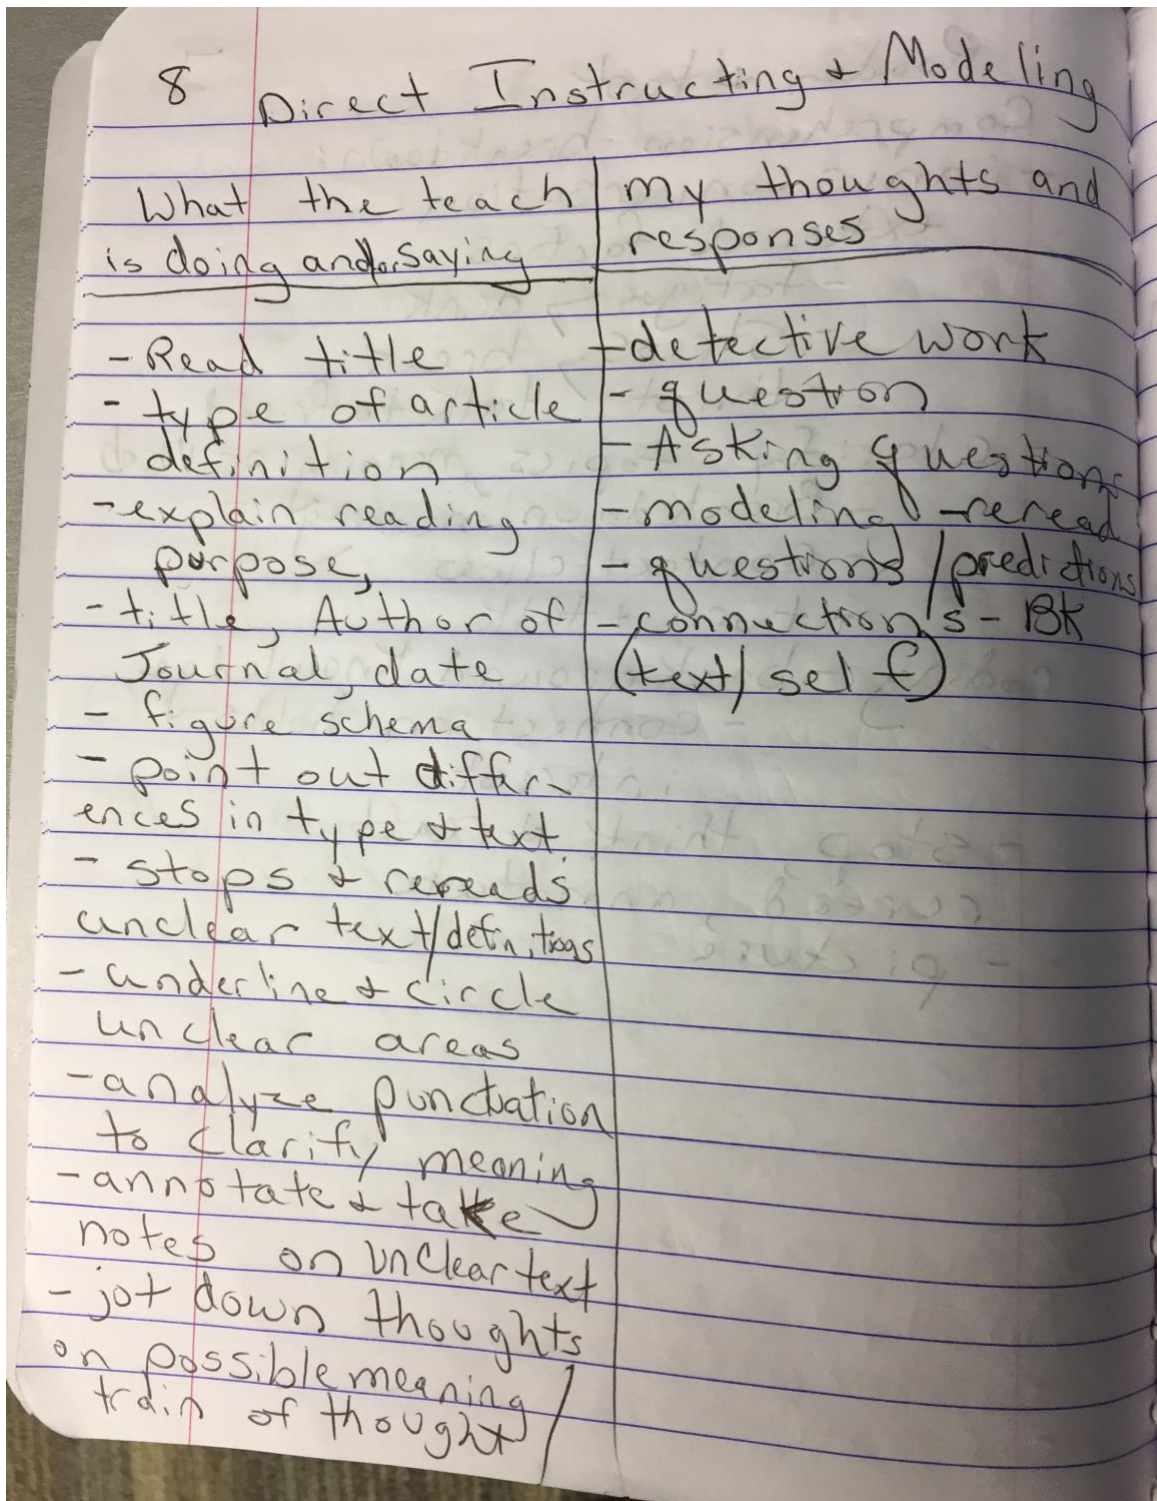 8 Direct Instructing & Modeling
What the teach
is doing and/or saying
- Read title
- type of article
definition
- explain reading
purpose,
- title, Author of
Journal, date
- figure schema
- point out differ-
ences in type & text.
- stops & rereads
unclear text/definitions
- underline & circle
unclear areas
- analyze punctuation
to clarify meaning
- annotate & take
notes on unclear text
- jot down thoughts
on possible meaning /
train of thought
my thoughts and
responses
- detective work
- question
- Asking questions
- modeling - reread
- questions / predictions
- connections - BK
(text/self)